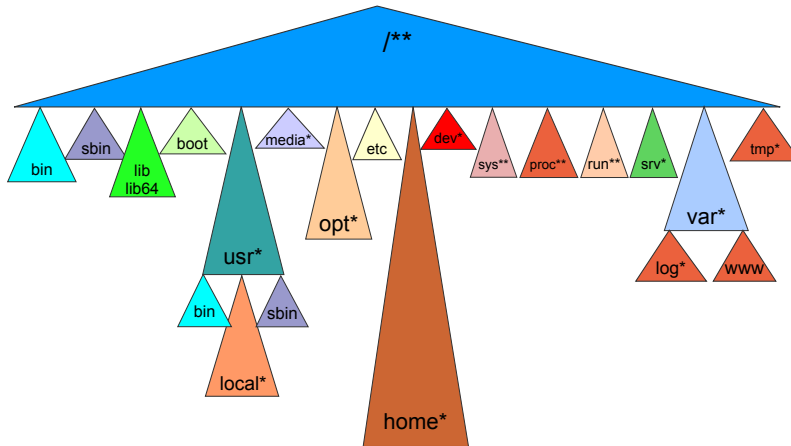 /**
bin
sbin
lib
lib64
boot
usr*
media*
opt*
etc
home*
dev*
sys**
proc**
run**
srv*
var*
tmp*
bin
local*
sbin
log*
www